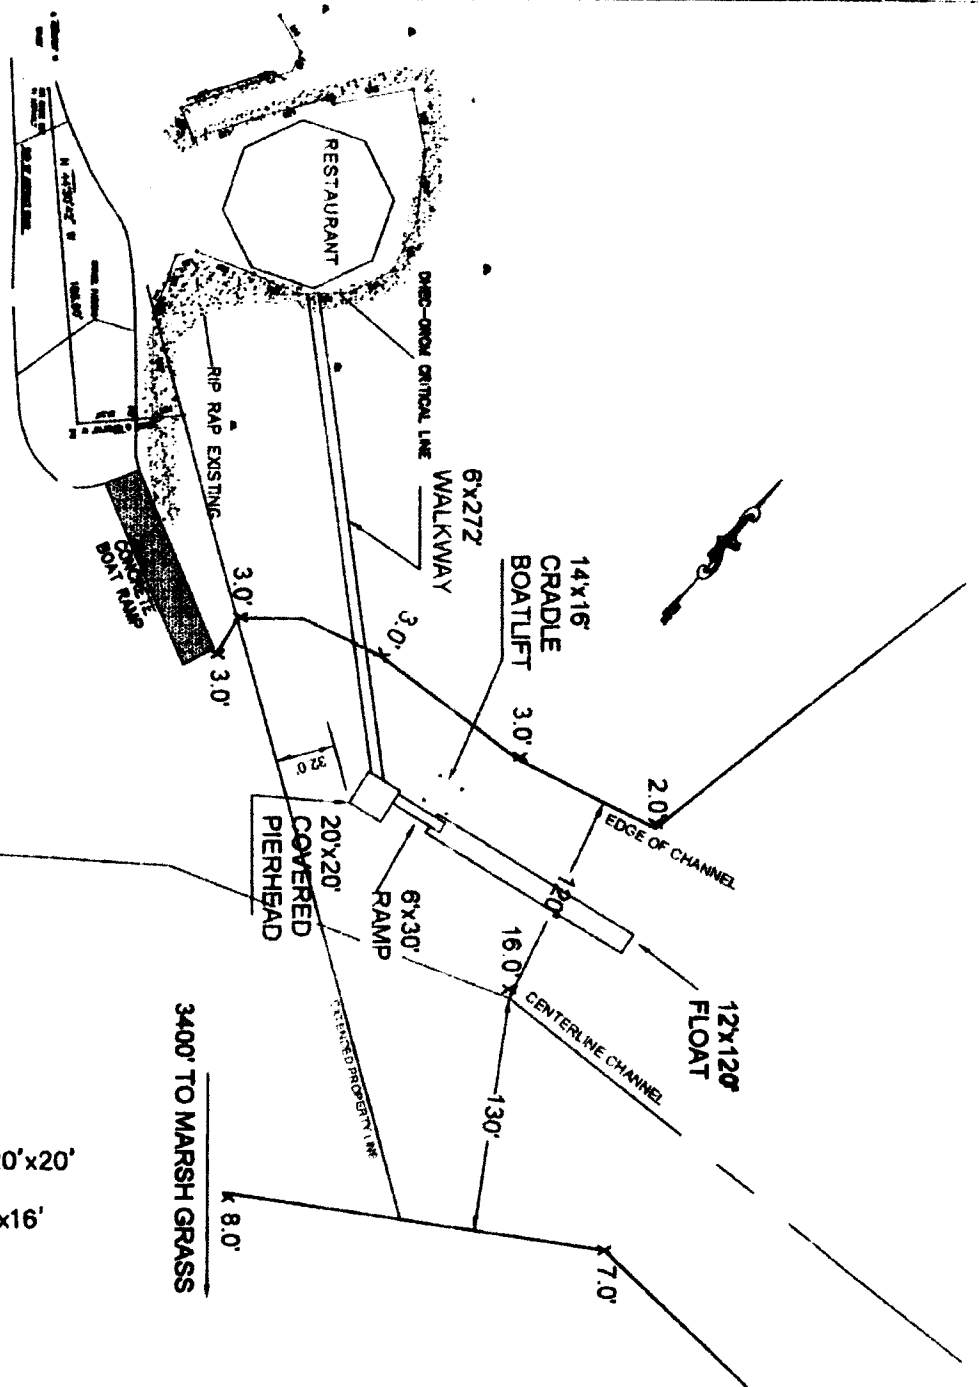 RESTAURANT
DHEC-OROM CRITICAL LINE
RIP RAP EXISTING
6'x272'
WALKWAY
14'x16'
CRADLE
BOATLIFT
CONCRETE
BOAT RAMP
3.0'
3.0'
3.0'
3.0'
2.0'
EDGE OF CHANNEL
32.0'
20'x20'
COVERED
PIERHEAD
6'x30'
RAMP
120'
16.0'
CENTERLINE CHANNEL
12'x120'
FLOAT
130'
EXTENDED PROPERTY LINE
3400' TO MARSH GRASS
8.0'
7.0'
0'x20'
x16'